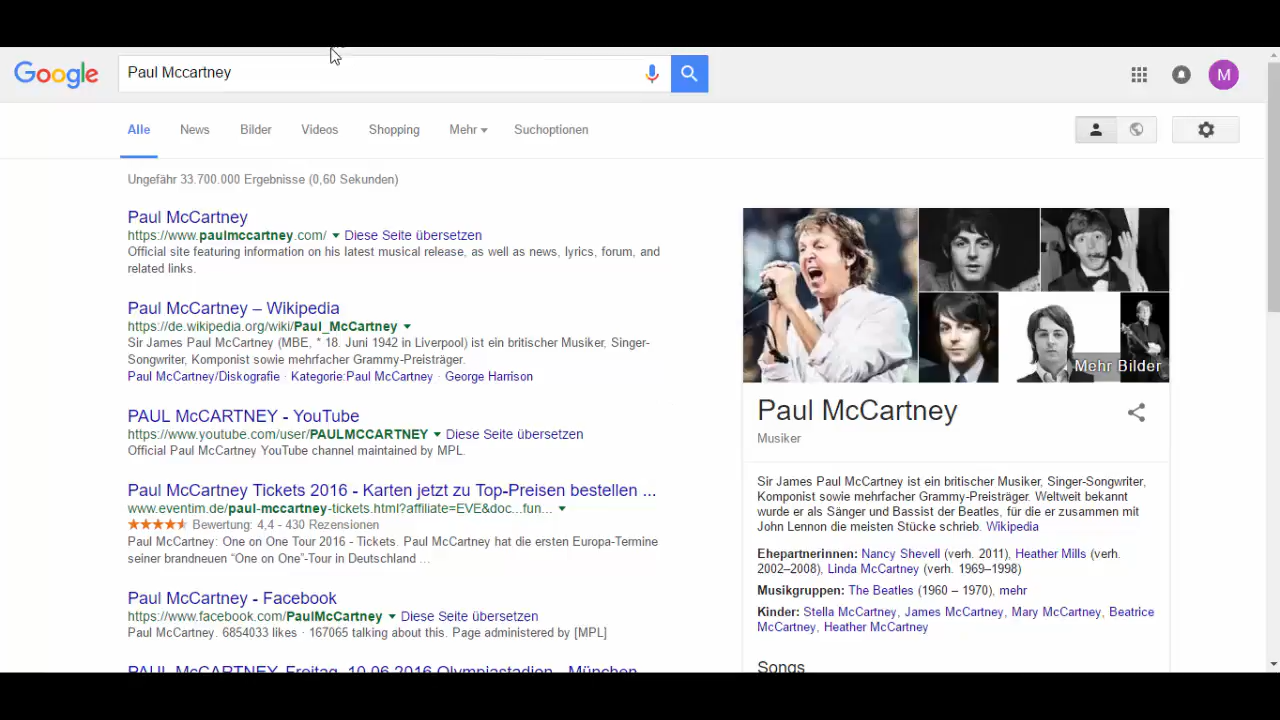 Google
Paul Mccartney
M
Alle News Bilder Videos Shopping Mehr Suchoptionen
Ungefähr 33.700.000 Ergebnisse (0,60 Sekunden)
Paul McCartney
https://www.paulmccartney.com/ Diese Seite übersetzen
Official site featuring information on his latest musical release, as well as news, lyrics, forum, and
related links.
Paul McCartney – Wikipedia
https://de.wikipedia.org/wiki/Paul_McCartney
Sir James Paul McCartney (MBE, * 18. Juni 1942 in Liverpool) ist ein britischer Musiker, Singer-
Songwriter, Komponist sowie mehrfacher Grammy-Preisträger.
Paul McCartney/Diskografie · Kategorie:Paul McCartney · George Harrison
PAUL McCARTNEY - YouTube
https://www.youtube.com/user/PAULMCCARTNEY Diese Seite übersetzen
Official Paul McCartney YouTube channel maintained by MPL.
Paul McCartney Tickets 2016 - Karten jetzt zu Top-Preisen bestellen ...
www.eventim.de/paul-mccartney-tickets.html?affiliate=EVE&doc...fun...
Bewertung: 4,4 - 430 Rezensionen
Paul McCartney: One on One Tour 2016 - Tickets. Paul McCartney hat die ersten Europa-Termine
seiner brandneuen “One on One”-Tour in Deutschland ...
Paul McCartney - Facebook
https://www.facebook.com/PaulMcCartney Diese Seite übersetzen
Paul McCartney. 6854033 likes · 167065 talking about this. Page administered by [MPL]
PAUL McCARTNEY, Freitag, 10.06.2016 Olympiastadion - München
Mehr Bilder
Paul McCartney
Musiker
Sir James Paul McCartney ist ein britischer Musiker, Singer-Songwriter,
Komponist sowie mehrfacher Grammy-Preisträger. Weltweit bekannt
wurde er als Sänger und Bassist der Beatles, für die er zusammen mit
John Lennon die meisten Stücke schrieb. Wikipedia
Ehepartnerinnen: Nancy Shevell (verh. 2011), Heather Mills (verh.
2002–2008), Linda McCartney (verh. 1969–1998)
Musikgruppen: The Beatles (1960 – 1970), mehr
Kinder: Stella McCartney, James McCartney, Mary McCartney, Beatrice
McCartney, Heather McCartney
Songs